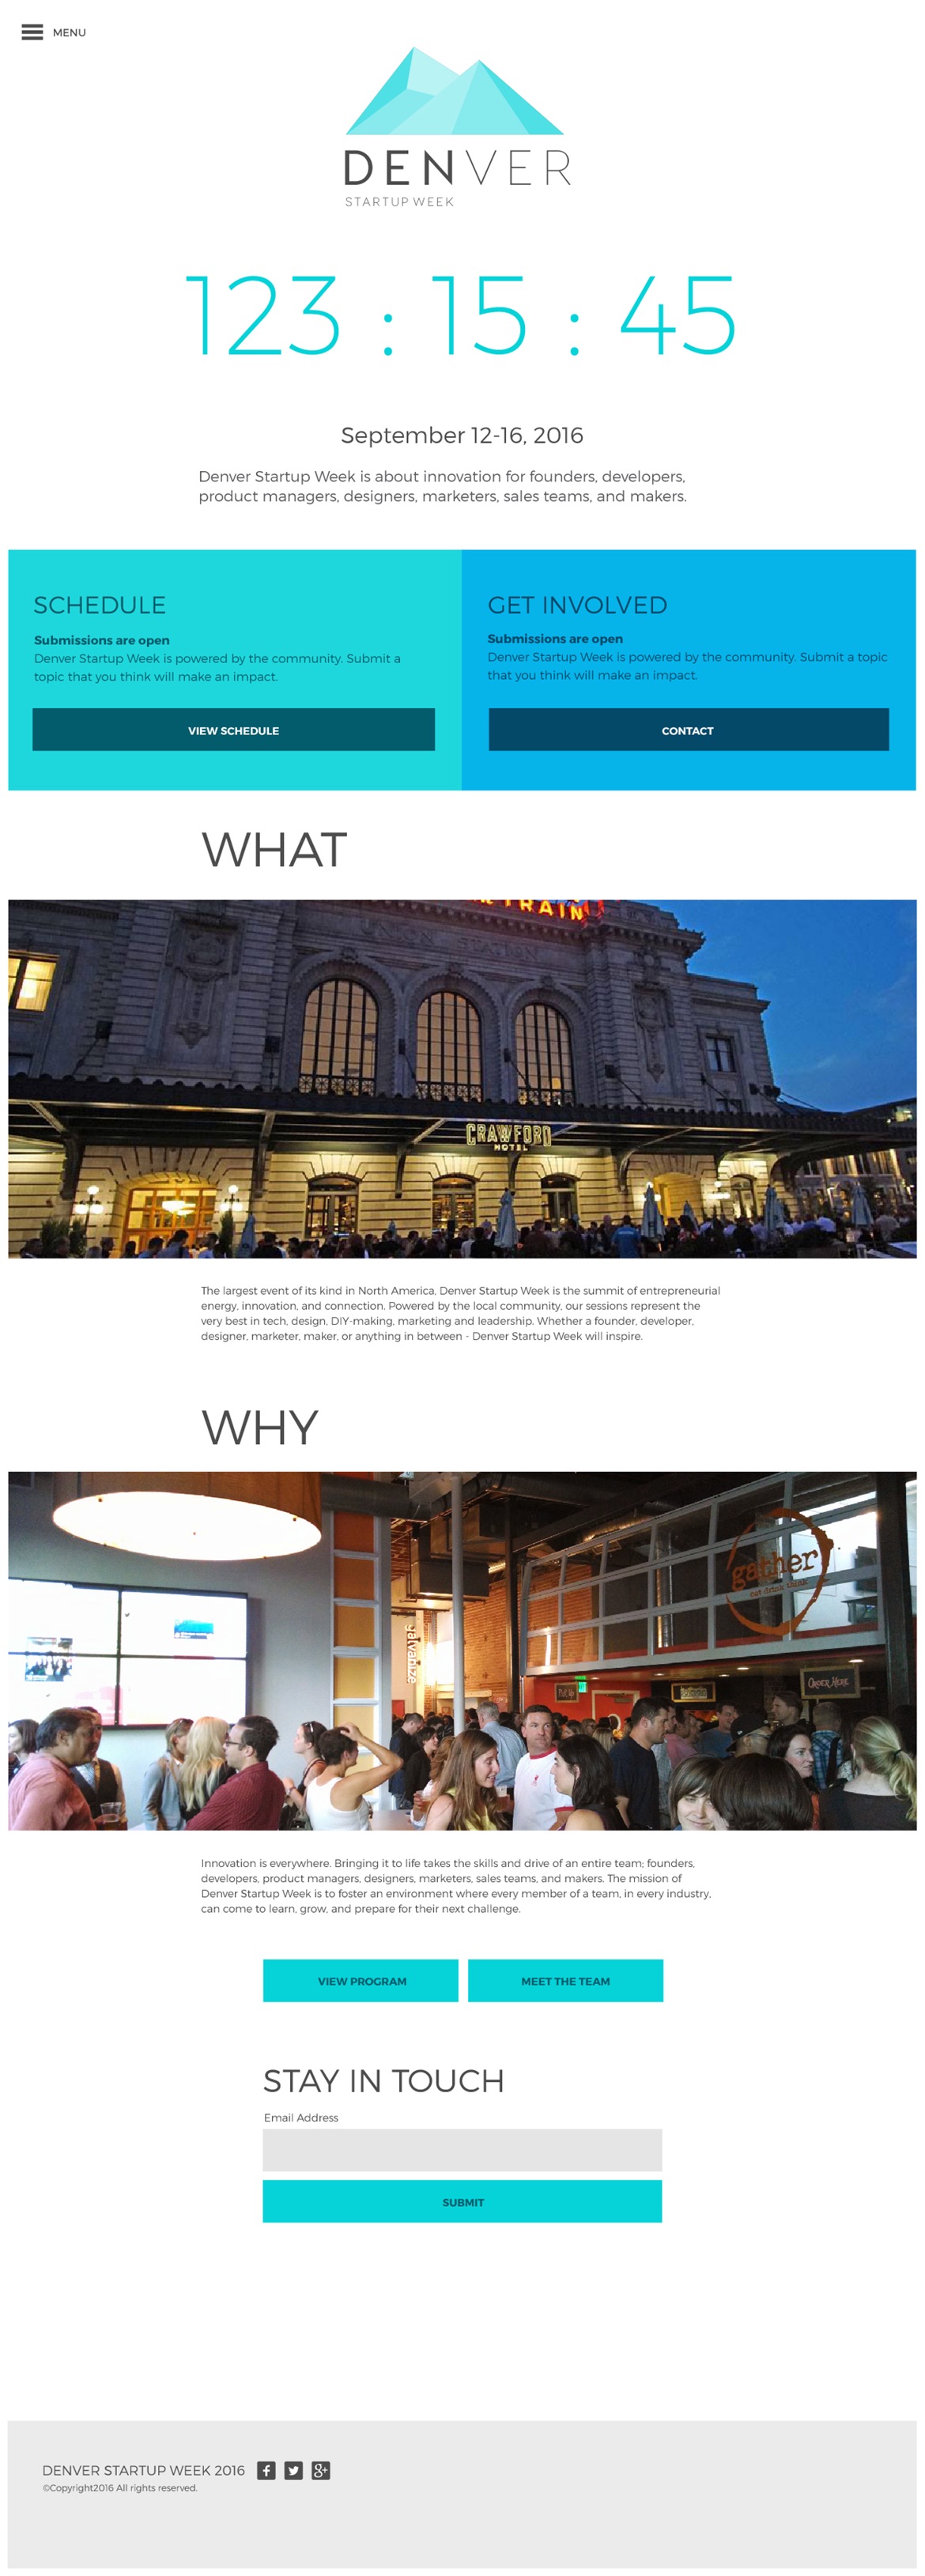 MENU
DENVER
STARTUP WEEK
123 : 15 : 45
September 12-16, 2016
Denver Startup Week is about innovation for founders, developers,
product managers, designers, marketers, sales teams, and makers.
SCHEDULE
Submissions are open
Denver Startup Week is powered by the community. Submit a
topic that you think will make an impact.
VIEW SCHEDULE
GET INVOLVED
Submissions are open
Denver Startup Week is powered by the community. Submit a topic
that you think will make an impact.
CONTACT
WHAT
TRAIN
CRAWFORD
HOTEL
The largest event of its kind in North America, Denver Startup Week is the summit of entrepreneurial
energy, innovation, and connection. Powered by the local community, our sessions represent the
very best in tech, design, DIY-making, marketing and leadership. Whether a founder, developer,
designer, marketer, maker, or anything in between - Denver Startup Week will inspire.
WHY
gather
eat drink think
galvanize
ORDER HERE
Innovation is everywhere. Bringing it to life takes the skills and drive of an entire team; founders,
developers, product managers, designers, marketers, sales teams, and makers. The mission of
Denver Startup Week is to foster an environment where every member of a team, in every industry,
can come to learn, grow, and prepare for their next challenge.
VIEW PROGRAM
MEET THE TEAM
STAY IN TOUCH
Email Address
SUBMIT
DENVER STARTUP WEEK 2016
©Copyright2016 All rights reserved.